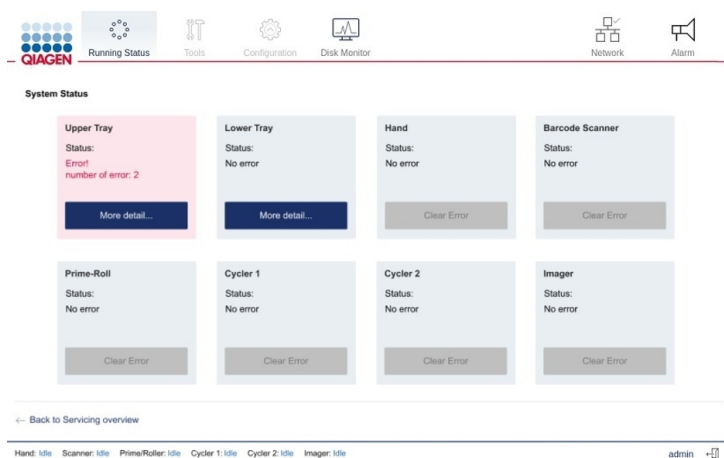 QIAGEN
Running Status
Tools
Configuration
Disk Monitor
Network
Alarm
System Status
Upper Tray
Status:
Error!
number of error: 2
More detail...
Lower Tray
Status:
No error
More detail...
Hand
Status:
No error
Clear Error
Barcode Scanner
Status:
No error
Clear Error
Prime-Roll
Status:
No error
Clear Error
Cycler 1
Status:
No error
Clear Error
Cycler 2
Status:
No error
Clear Error
Imager
Status:
No error
Clear Error
← Back to Servicing overview
Hand: Idle Scanner: Idle Prime/Roller: Idle Cycler 1: Idle Cycler 2: Idle Imager: Idle admin